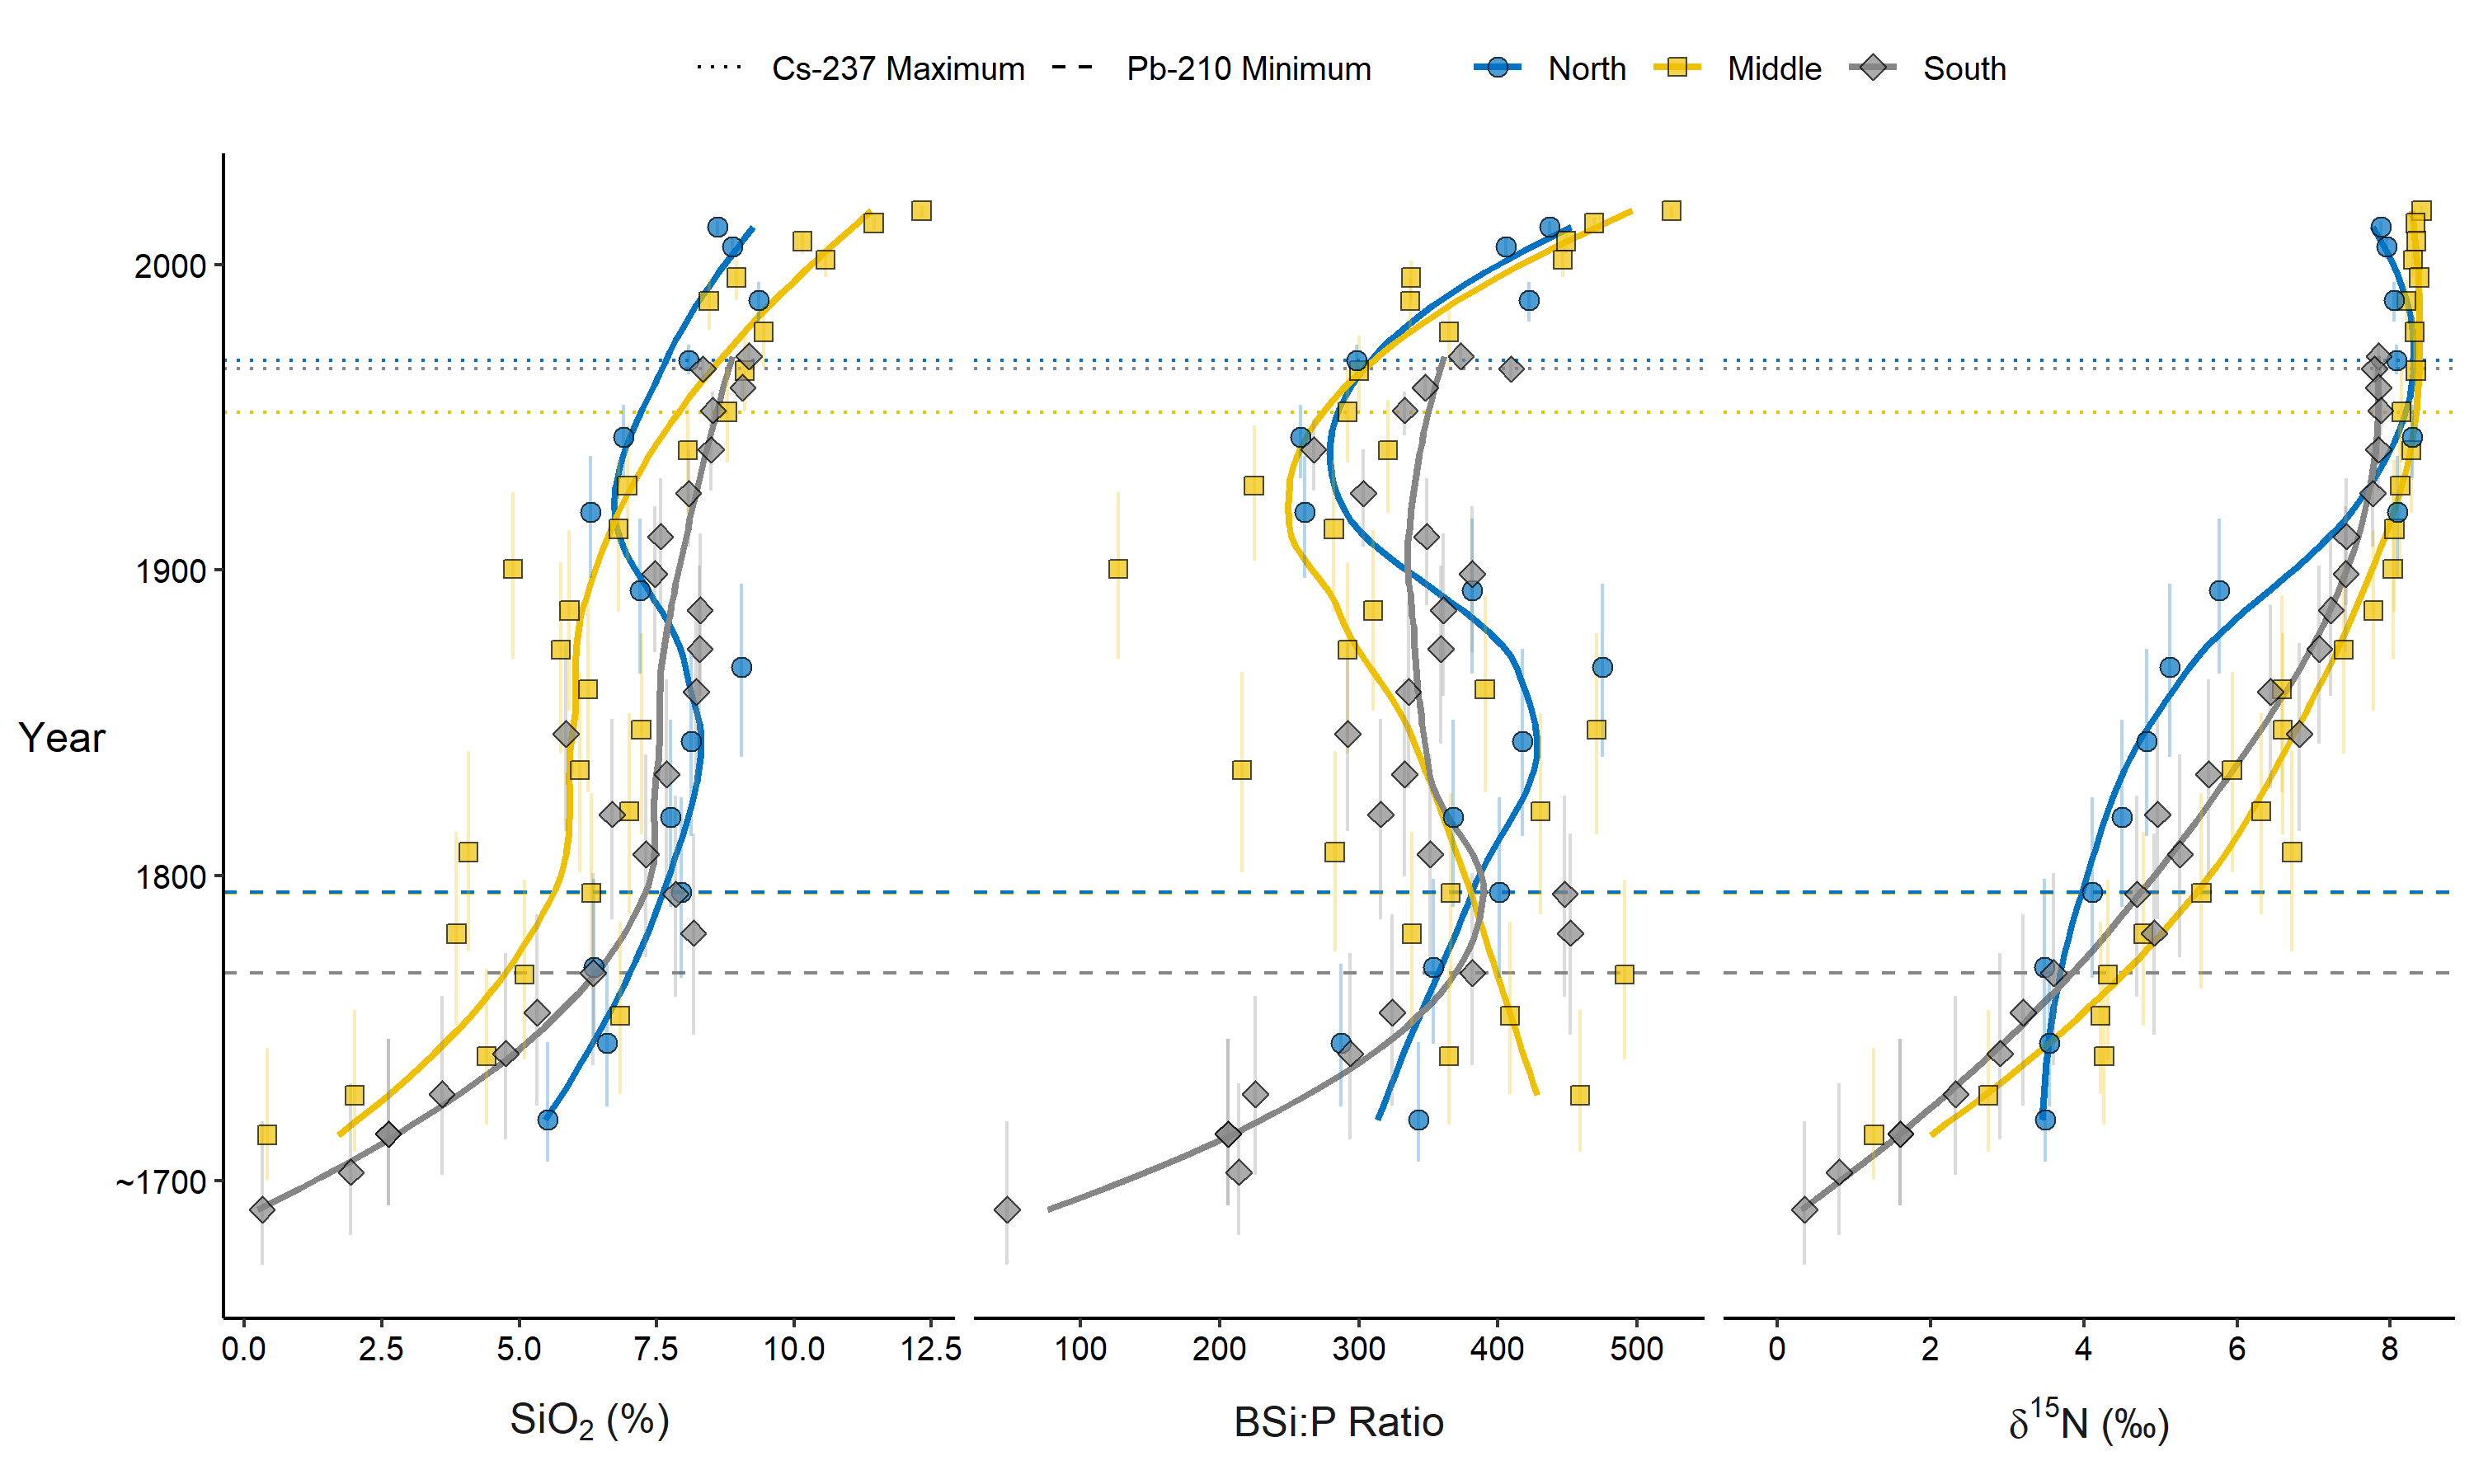 Cs-237 Maximum Pb-210 Minimum North Middle South
2000
1900
Year
1800
~1700
0.0 2.5 5.0 7.5 10.0 12.5 100 200 300 400 500 0 2 4 6 8
SiO₂ (%) BSi:P Ratio δ¹⁵N (‰)